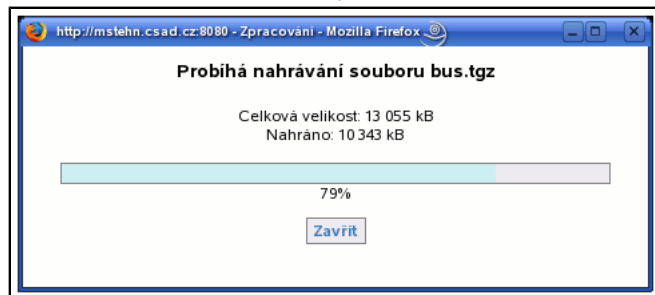 http://mstehn.csad.cz:8080 - Zpracování - Mozilla Firefox
Probíhá nahrávání souboru bus.tgz
Celková velikost: 13 055 kB
Nahráno: 10 343 kB
79%
Zavřít